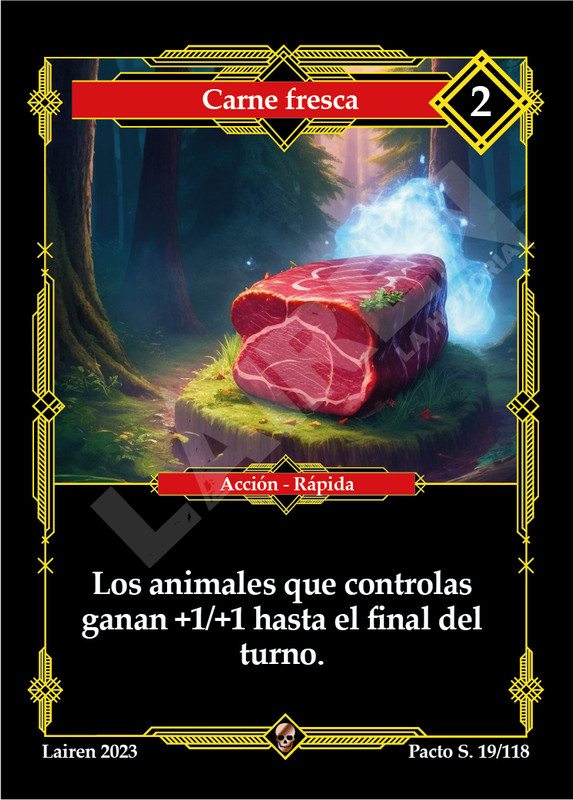 Carne fresca
2
Acción - Rápida
Los animales que controlas
ganan +1/+1 hasta el final del
turno.
Lairen 2023
Pacto S. 19/118